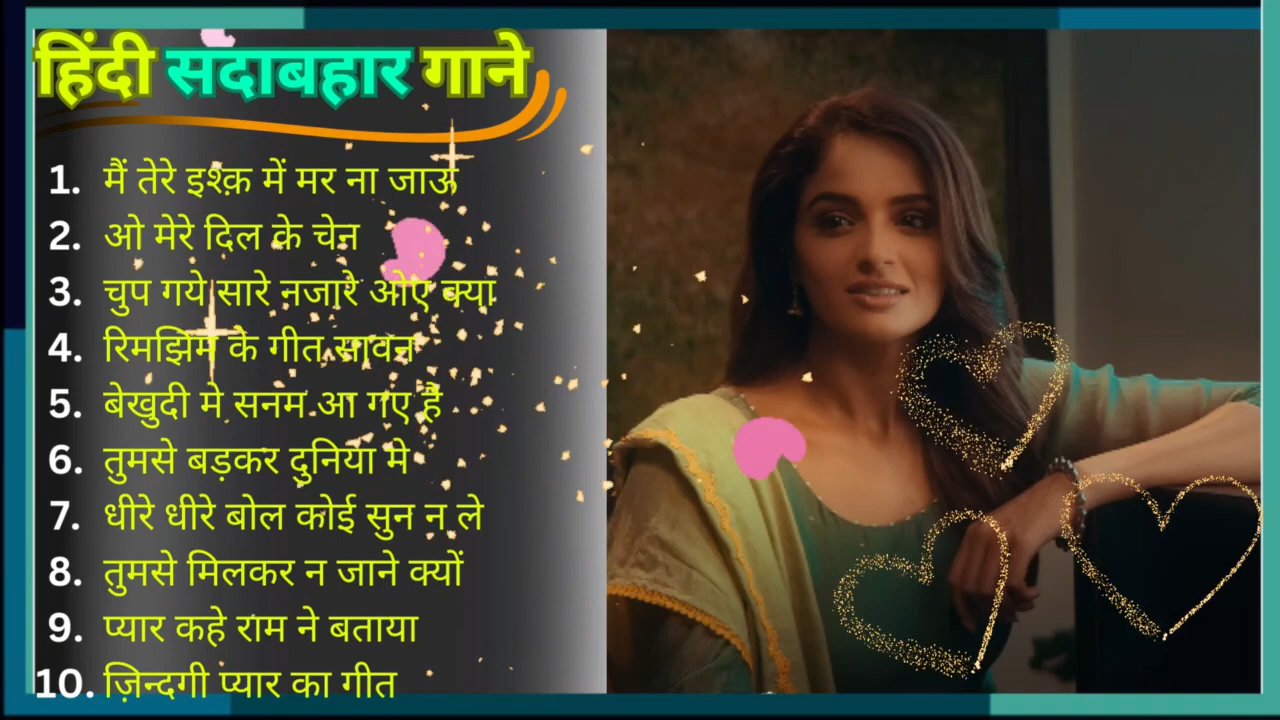 हिंदी सदाबहार गाने
1. मैं तेरे इश्क़ में मर ना जाऊं
2. ओ मेरे दिल के चेन
3. चुप गये सारे नजारे ओए क्या
4. रिमझिम के गीत सावन
5. बेखुदी मे सनम आ गए है
6. तुमसे बड़कर दुनिया मे
7. धीरे धीरे बोल कोई सुन न ले
8. तुमसे मिलकर न जाने क्यों
9. प्यार कहे राम ने बताया
10. ज़िन्दगी प्यार का गीत